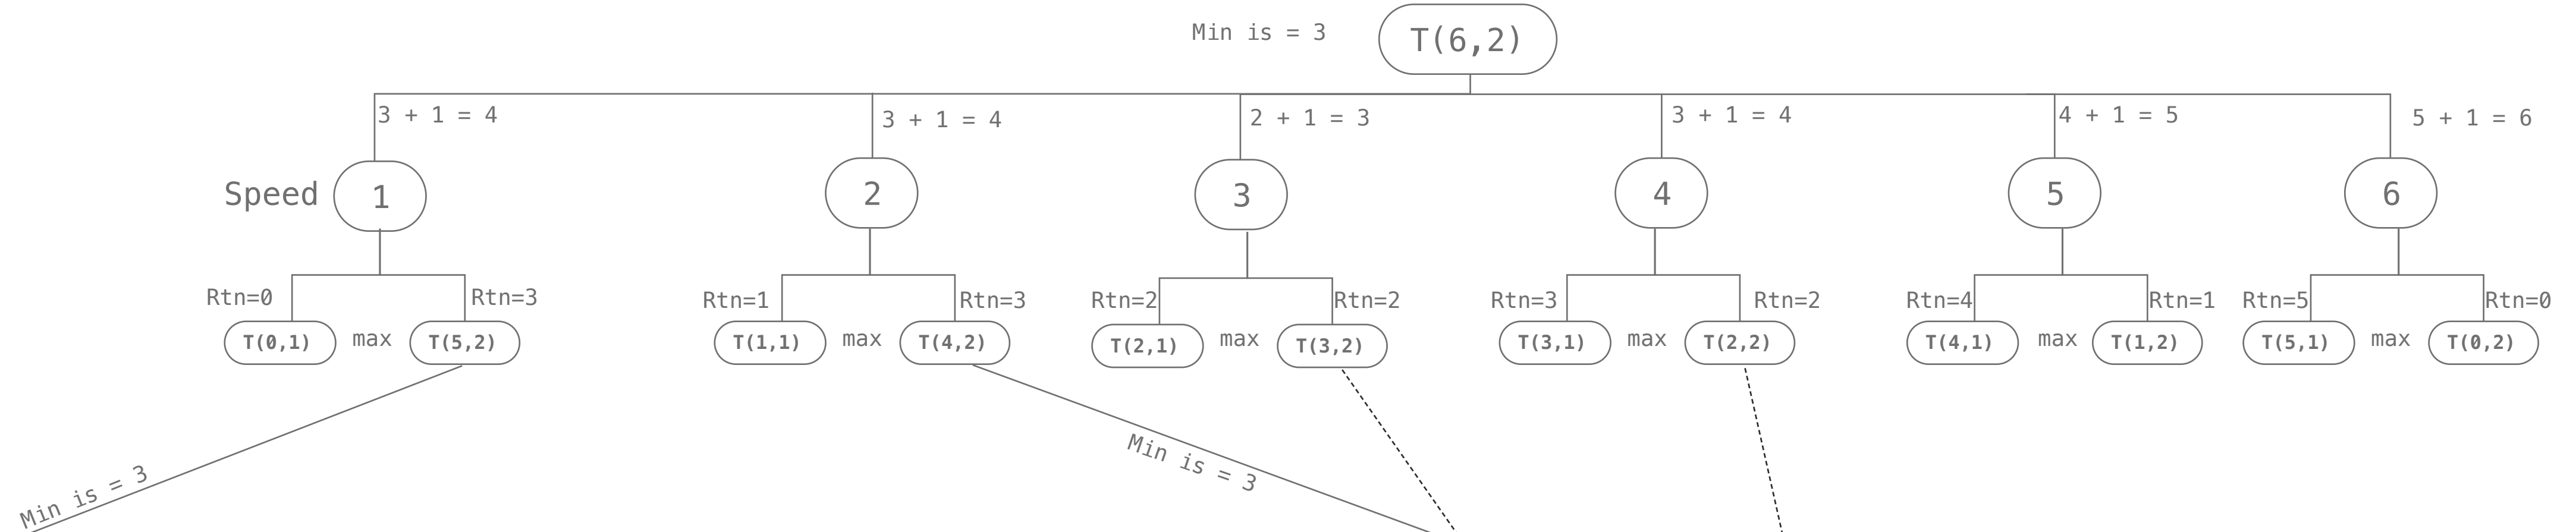 Min is = 3
T(6,2)
3 + 1 = 4
3 + 1 = 4
2 + 1 = 3
3 + 1 = 4
4 + 1 = 5
5 + 1 = 6
Speed
1
2
3
4
5
6
Rtn=0
Rtn=3
Rtn=1
Rtn=3
Rtn=2
Rtn=2
Rtn=3
Rtn=2
Rtn=4
Rtn=1
Rtn=5
Rtn=0
T(0,1)
max
T(5,2)
T(1,1)
max
T(4,2)
T(2,1)
max
T(3,2)
T(3,1)
max
T(2,2)
T(4,1)
max
T(1,2)
T(5,1)
max
T(0,2)
Min is = 3
Min is = 3